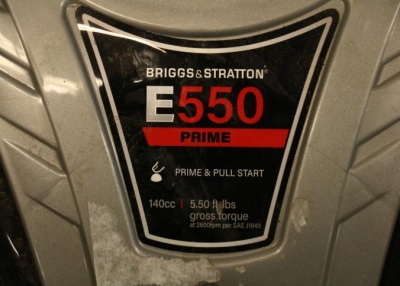 BRIGGS & STRATTON®
E550
PRIME
PRIME & PULL START
140cc | 5.50 ft-lbs
gross torque
at 2600rpm per SAE J1940